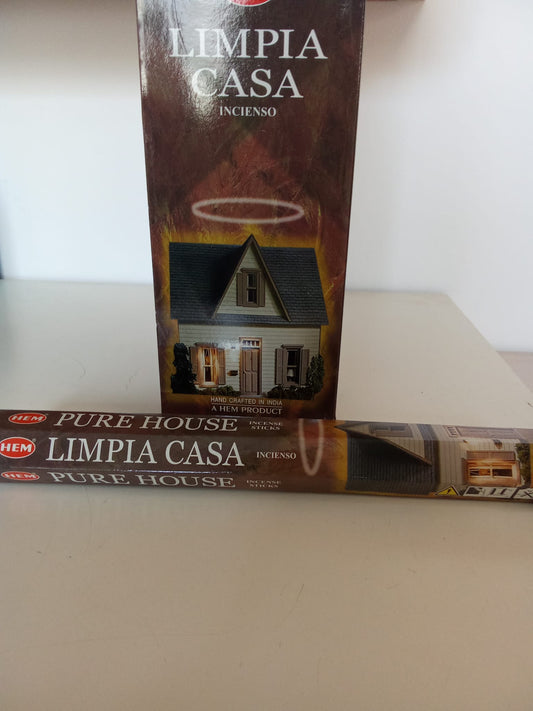 LIMPIA
CASA
INCIENSO
HAND CRAFTED IN INDIA
A HEM PRODUCT
HEM PURE HOUSE INCENSE STICKS
HEM LIMPIA CASA INCIENSO
HEM PURE HOUSE INCENSE STICKS